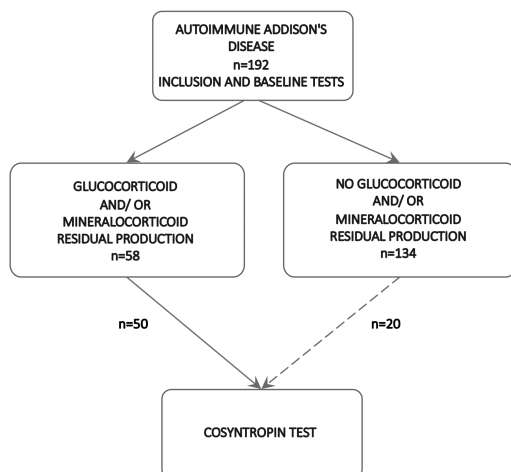 AUTOIMMUNE ADDISON'S
DISEASE
n=192
INCLUSION AND BASELINE TESTS
GLUCOCORTICOID
AND/ OR
MINERALOCORTICOID
RESIDUAL PRODUCTION
n=58
NO GLUCOCORTICOID
AND/ OR
MINERALOCORTICOID
RESIDUAL PRODUCTION
n=134
n=50
n=20
COSYNTROPIN TEST